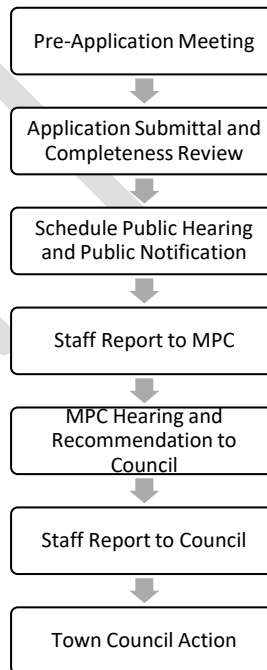 Pre-Application Meeting
Application Submittal and
Completeness Review
Schedule Public Hearing
and Public Notification
Staff Report to MPC
MPC Hearing and
Recommendation to
Council
Staff Report to Council
Town Council Action